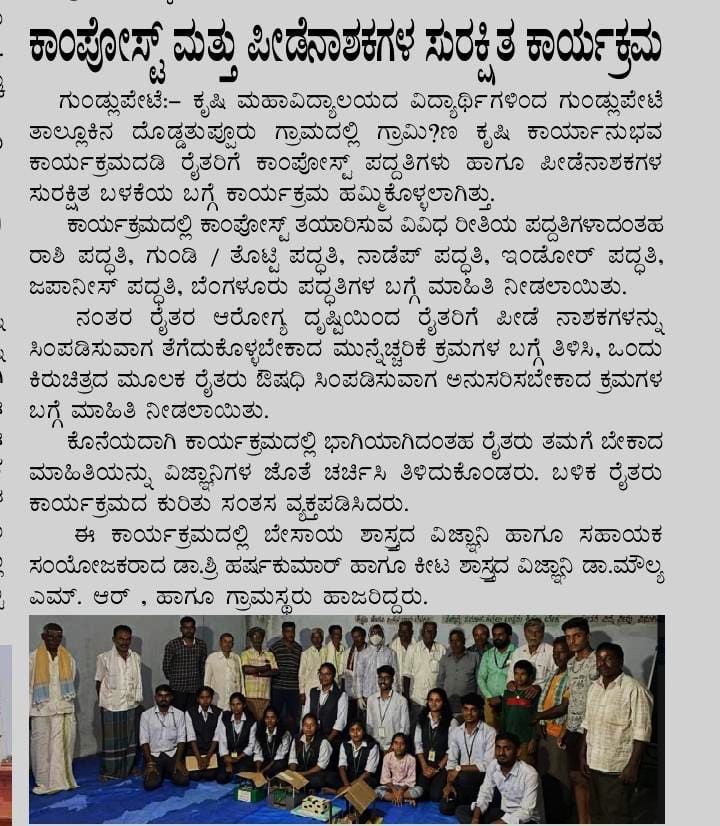 ಕಾಂಪೋಸ್ಟ್ ಮತ್ತು ಪೀಡೆನಾಶಕಗಳ ಸುರಕ್ಷಿತ ಕಾರ್ಯಕ್ರಮ
ಗುಂಡ್ಲುಪೇಟೆ:– ಕೃಷಿ ಮಹಾವಿದ್ಯಾಲಯದ ವಿದ್ಯಾರ್ಥಿಗಳಿಂದ ಗುಂಡ್ಲುಪೇಟೆ
ತಾಲ್ಲೂಕಿನ ದೊಡ್ಡತುಪ್ಪೂರು ಗ್ರಾಮದಲ್ಲಿ ಗ್ರಾಮಿ?ಣ ಕೃಷಿ ಕಾರ್ಯಾನುಭವ
ಕಾರ್ಯಕ್ರಮದಡಿ ರೈತರಿಗೆ ಕಾಂಪೋಸ್ಟ್ ಪದ್ದತಿಗಳು ಹಾಗೂ ಪೀಡೆನಾಶಕಗಳ
ಸುರಕ್ಷಿತ ಬಳಕೆಯ ಬಗ್ಗೆ ಕಾರ್ಯಕ್ರಮ ಹಮ್ಮಿಕೊಳ್ಳಲಾಗಿತ್ತು.
ಕಾರ್ಯಕ್ರಮದಲ್ಲಿ ಕಾಂಪೋಸ್ಟ್ ತಯಾರಿಸುವ ವಿವಿಧ ರೀತಿಯ ಪದ್ದತಿಗಳಾದಂತಹ
ರಾಶಿ ಪದ್ಧತಿ, ಗುಂಡಿ / ತೊಟ್ಟಿ ಪದ್ಧತಿ, ನಾಡೆಪ್ ಪದ್ಧತಿ, ಇಂಡೋರ್ ಪದ್ಧತಿ,
ಜಪಾನೀಸ್ ಪದ್ಧತಿ, ಬೆಂಗಳೂರು ಪದ್ಧತಿಗಳ ಬಗ್ಗೆ ಮಾಹಿತಿ ನೀಡಲಾಯಿತು.
ನಂತರ ರೈತರ ಆರೋಗ್ಯ ದೃಷ್ಟಿಯಿಂದ ರೈತರಿಗೆ ಪೀಡೆ ನಾಶಕಗಳನ್ನು
ಸಿಂಪಡಿಸುವಾಗ ತೆಗೆದುಕೊಳ್ಳಬೇಕಾದ ಮುನ್ನೆಚ್ಚರಿಕೆ ಕ್ರಮಗಳ ಬಗ್ಗೆ ತಿಳಿಸಿ, ಒಂದು
ಕಿರುಚಿತ್ರದ ಮೂಲಕ ರೈತರು ಔಷಧಿ ಸಿಂಪಡಿಸುವಾಗ ಅನುಸರಿಸಬೇಕಾದ ಕ್ರಮಗಳ
ಬಗ್ಗೆ ಮಾಹಿತಿ ನೀಡಲಾಯಿತು.
ಕೊನೆಯದಾಗಿ ಕಾರ್ಯಕ್ರಮದಲ್ಲಿ ಭಾಗಿಯಾಗಿದಂತಹ ರೈತರು ತಮಗೆ ಬೇಕಾದ
ಮಾಹಿತಿಯನ್ನು ವಿಜ್ಞಾನಿಗಳ ಜೊತೆ ಚರ್ಚಿಸಿ ತಿಳಿದುಕೊಂಡರು. ಬಳಿಕ ರೈತರು
ಕಾರ್ಯಕ್ರಮದ ಕುರಿತು ಸಂತಸ ವ್ಯಕ್ತಪಡಿಸಿದರು.
ಈ ಕಾರ್ಯಕ್ರಮದಲ್ಲಿ ಬೇಸಾಯ ಶಾಸ್ತ್ರದ ವಿಜ್ಞಾನಿ ಹಾಗೂ ಸಹಾಯಕ
ಸಂಯೋಜಕರಾದ ಡಾ.ಶ್ರಿ ಹರ್ಷಕುಮಾರ್ ಹಾಗೂ ಕೀಟ ಶಾಸ್ತ್ರದ ವಿಜ್ಞಾನಿ ಡಾ.ಮೌಲ್ಯ
ಎಮ್. ಆರ್ , ಹಾಗೂ ಗ್ರಾಮಸ್ಥರು ಹಾಜರಿದ್ದರು.